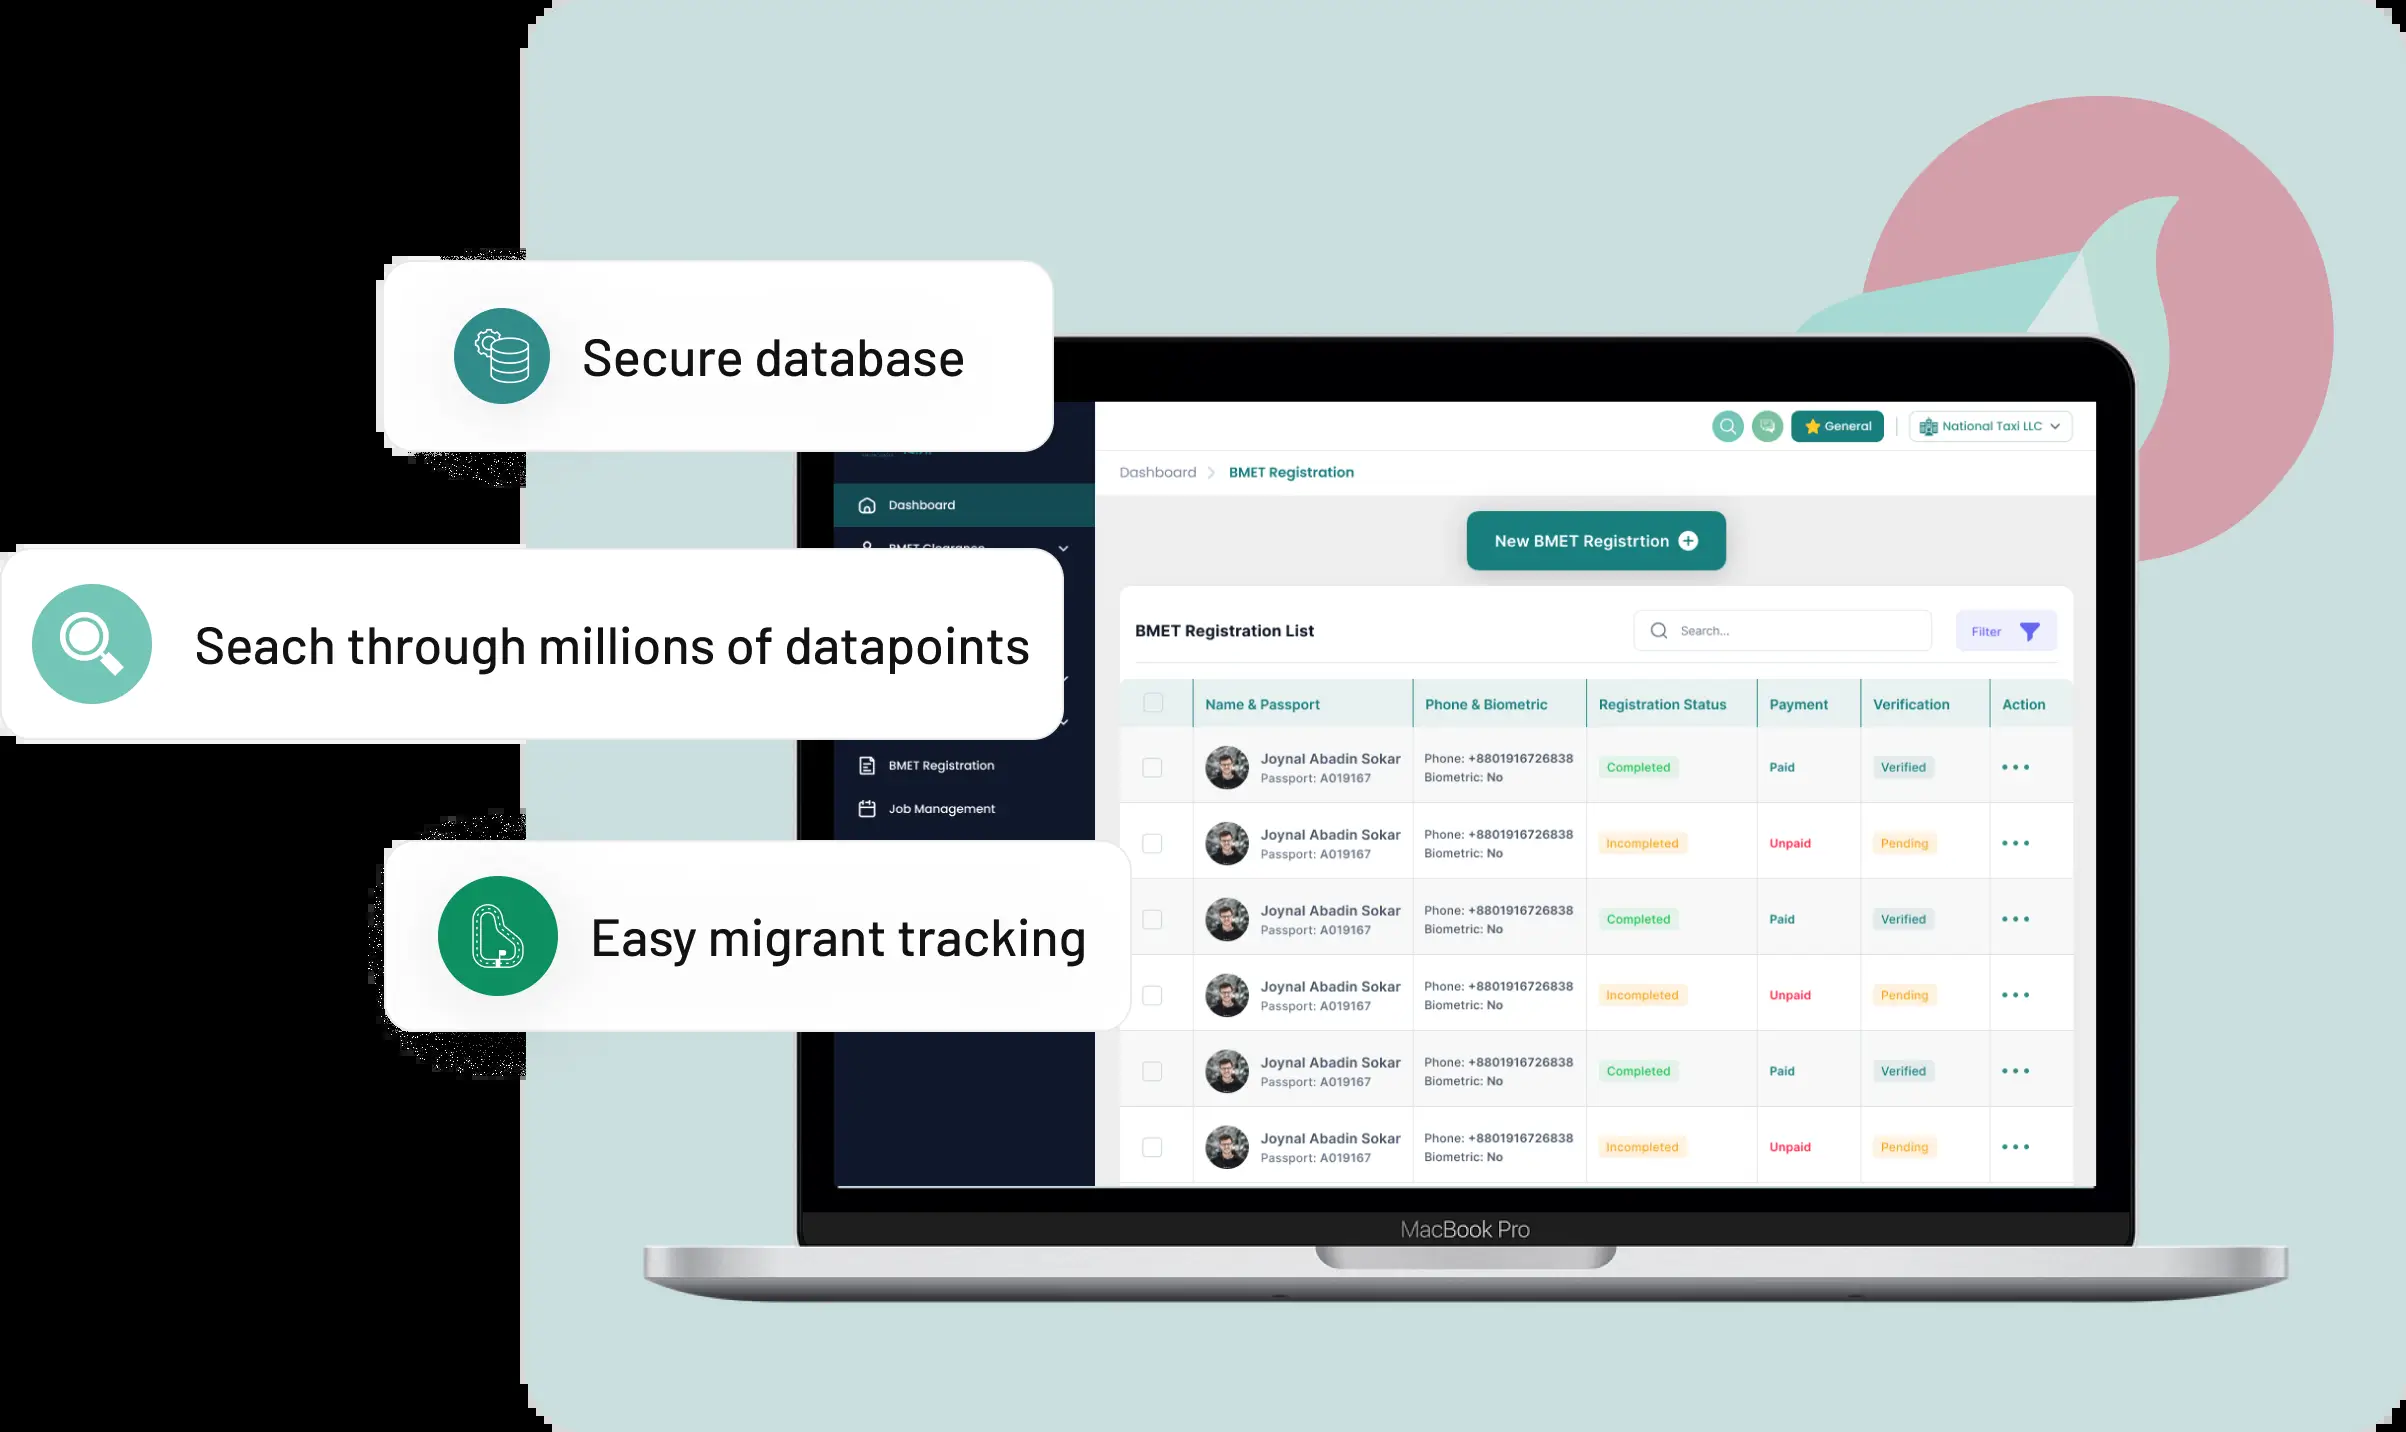 Secure database
Seach through millions of datapoints
Easy migrant tracking
General
National Taxi LLC
Dashboard
BMET Registration
Dashboard
BMET Clearance
BMET Registration
Job Management
New BMET Registrtion
BMET Registration List
Search...
Filter
Name & Passport Phone & Biometric Registration Status Payment Verification Action
Joynal Abadin Sokar Phone: +8801916726838
Completed Paid Verified
Passport: A019167 Biometric: No
Joynal Abadin Sokar Phone: +8801916726838
Incompleted Unpaid Pending
Passport: A019167 Biometric: No
Joynal Abadin Sokar Phone: +8801916726838
Completed Paid Verified
Passport: A019167 Biometric: No
Joynal Abadin Sokar Phone: +8801916726838
Incompleted Unpaid Pending
Passport: A019167 Biometric: No
Joynal Abadin Sokar Phone: +8801916726838
Completed Paid Verified
Passport: A019167 Biometric: No
Joynal Abadin Sokar Phone: +8801916726838
Incompleted Unpaid Pending
Passport: A019167 Biometric: No
MacBook Pro